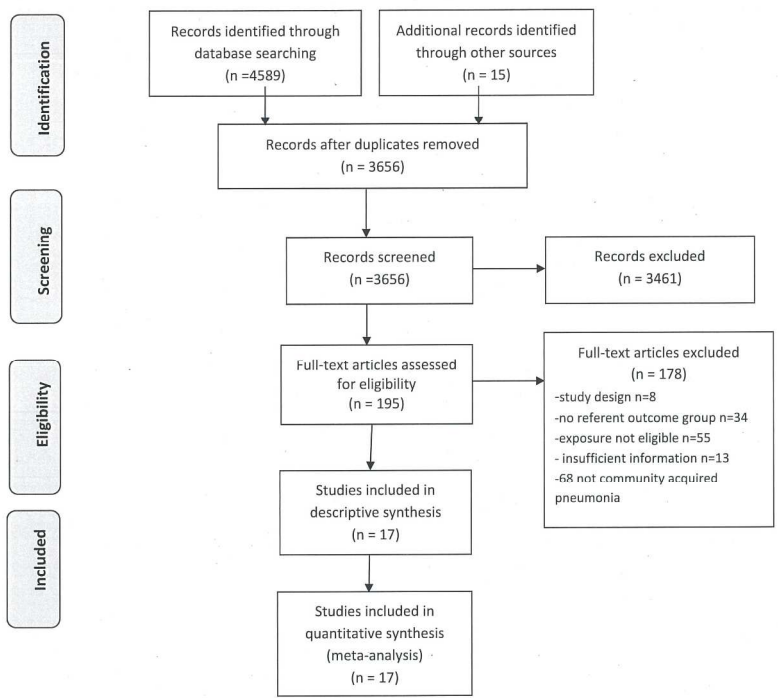 Identification
Records identified through
database searching
(n =4589)
Additional records identified
through other sources
(n = 15)
Records after duplicates removed
(n = 3656)
Screening
Records screened
(n =3656)
Records excluded
(n = 3461)
Eligibility
Full-text articles assessed
for eligibility
(n = 195)
Full-text articles excluded
(n = 178)
-study design n=8
-no referent outcome group n=34
-exposure not eligible n=55
- insufficient information n=13
-68 not community acquired
pneumonia
Studies included in
descriptive synthesis
(n = 17)
Included
Studies included in
quantitative synthesis
(meta-analysis)
(n = 17)